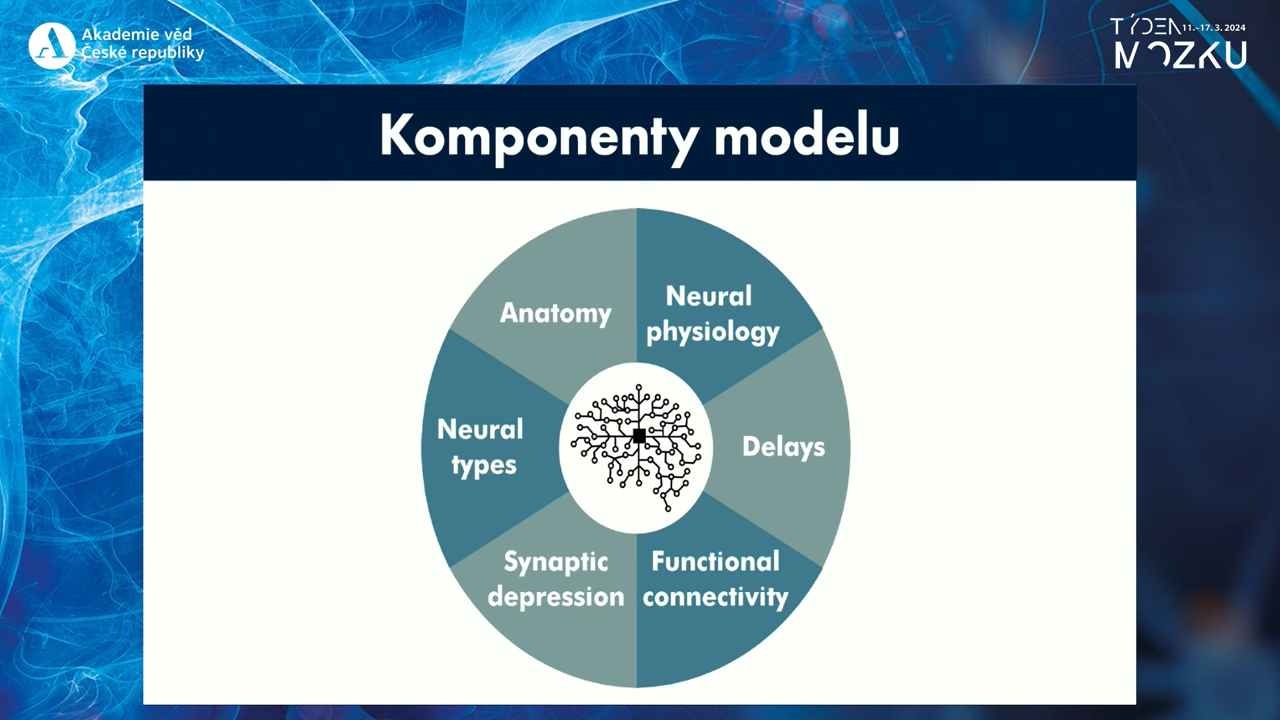 Akademie věd
České republiky
TÝDEN 11.–17. 3. 2024
MOZKU
Komponenty modelu
Anatomy
Neural
physiology
Neural
types
Delays
Synaptic
depression
Functional
connectivity